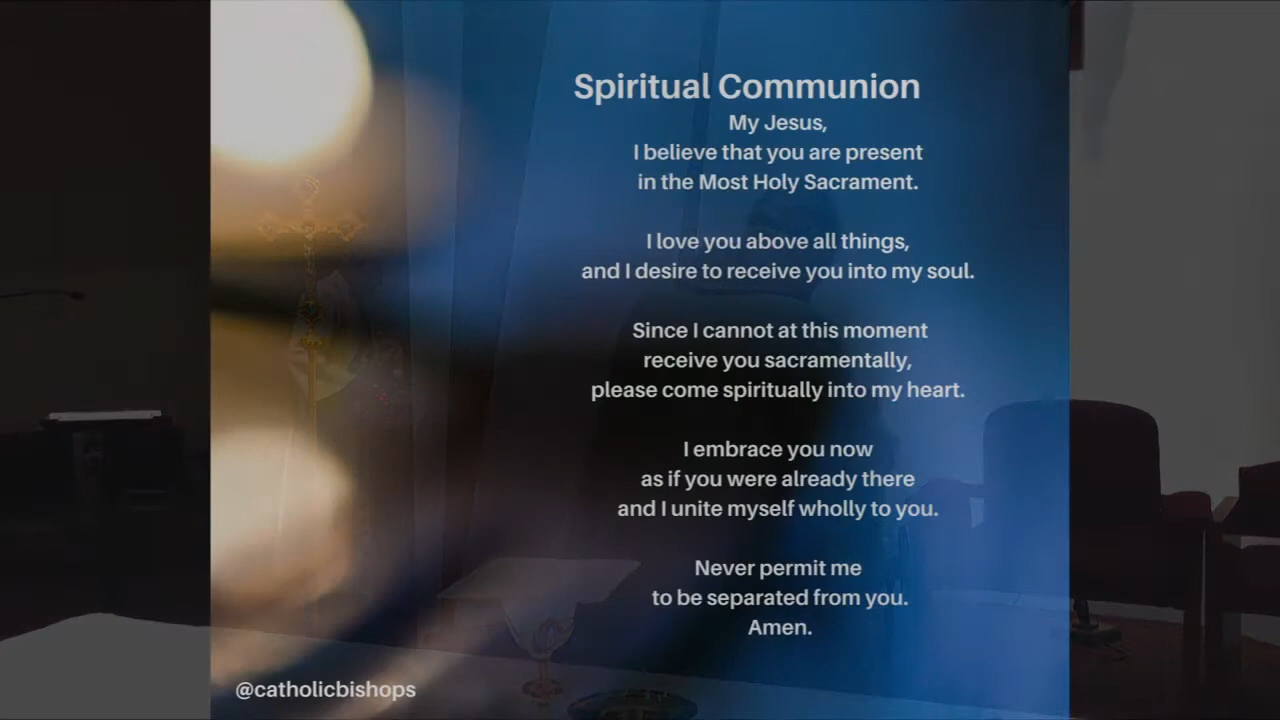 Spiritual Communion
My Jesus,
I believe that you are present
in the Most Holy Sacrament.
I love you above all things,
and I desire to receive you into my soul.
Since I cannot at this moment
receive you sacramentally,
please come spiritually into my heart.
I embrace you now
as if you were already there
and I unite myself wholly to you.
Never permit me
to be separated from you.
Amen.
@catholicbishops